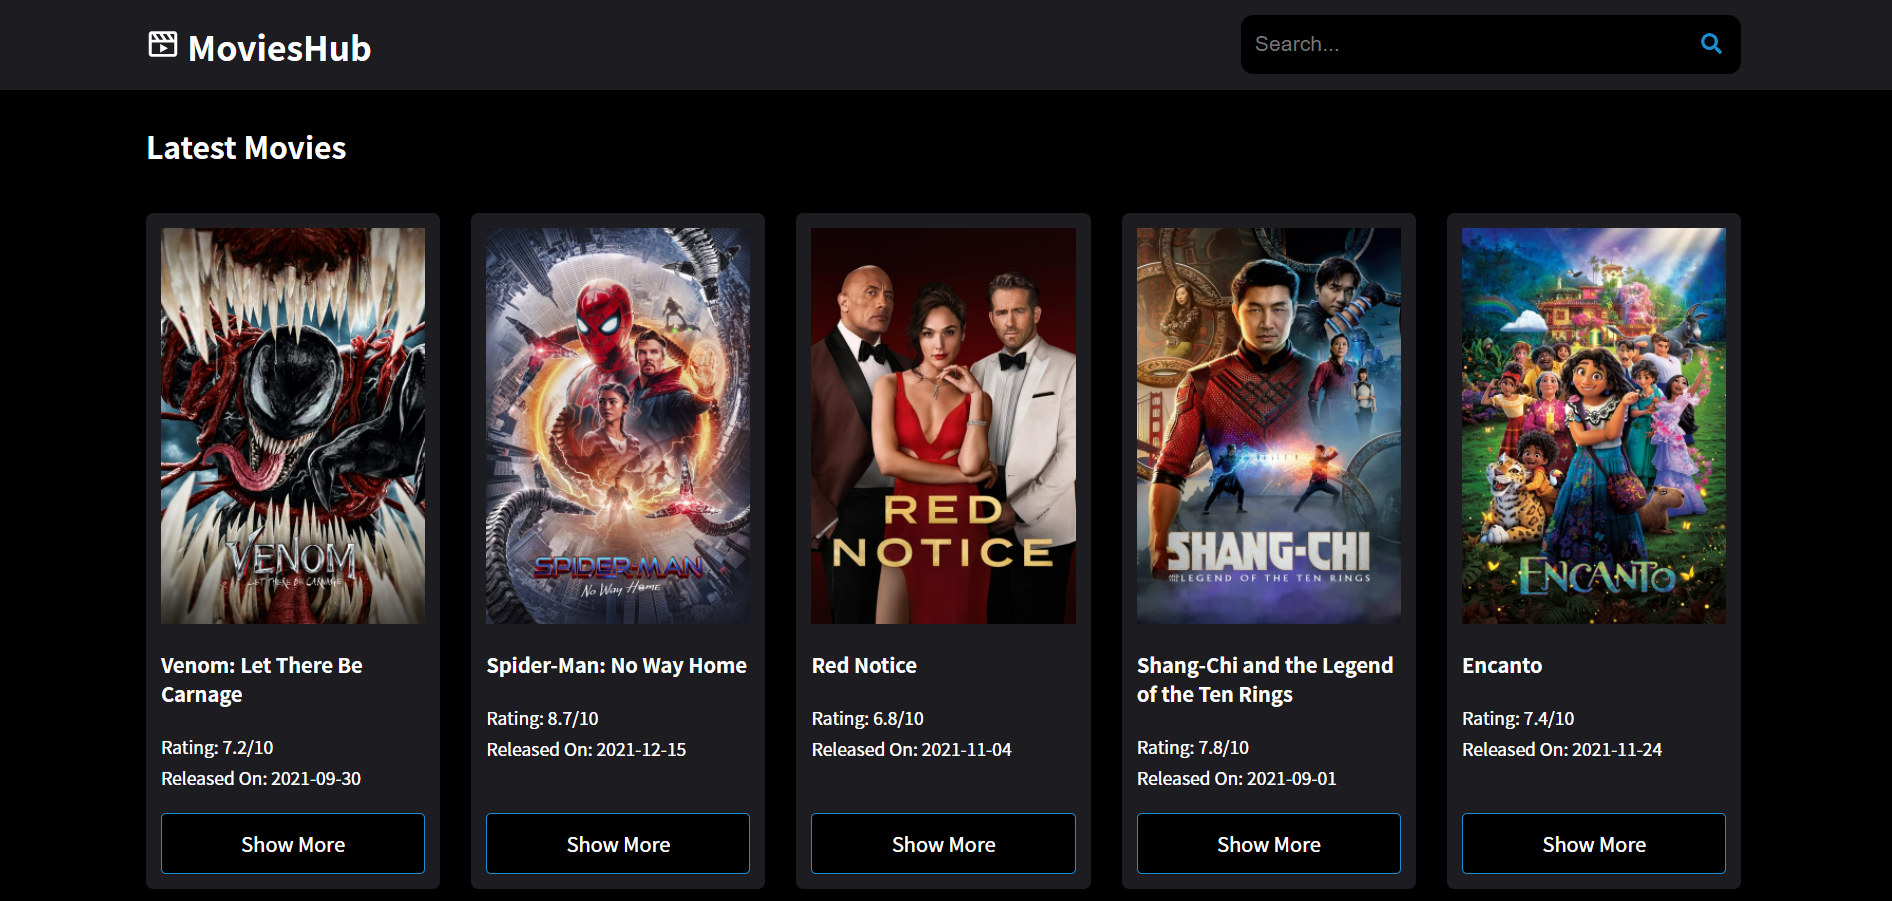 MoviesHub
Search...
Latest Movies
VENOM
LET THERE BE CARNAGE
SPIDER-MAN
No Way Home
RED
NOTICE
SHANG-CHI
AND THE LEGEND OF THE TEN RINGS
ENCANTO
Venom: Let There Be
Carnage
Rating: 7.2/10
Released On: 2021-09-30
Show More
Spider-Man: No Way Home
Rating: 8.7/10
Released On: 2021-12-15
Show More
Red Notice
Rating: 6.8/10
Released On: 2021-11-04
Show More
Shang-Chi and the Legend
of the Ten Rings
Rating: 7.8/10
Released On: 2021-09-01
Show More
Encanto
Rating: 7.4/10
Released On: 2021-11-24
Show More